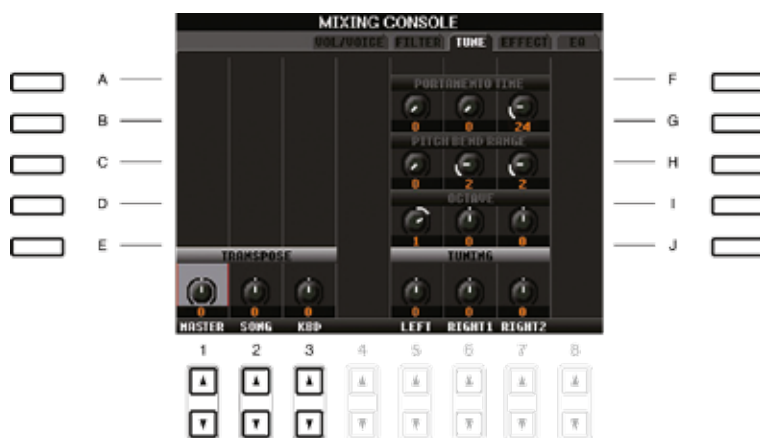 MIXING CONSOLE
VOL/VOICE FILTER TUNE EFFECT EQ
A PORTAMENTO TIME F
B 0 0 24 G
C PITCH BEND RANGE H
0 2 2
D OCTAVE I
1 0 0
E TRANSPOSE TUNING J
0 0 0 0 0 0
MASTER SONG KBD LEFT RIGHT1 RIGHT2
1 2 3 4 5 6 7 8